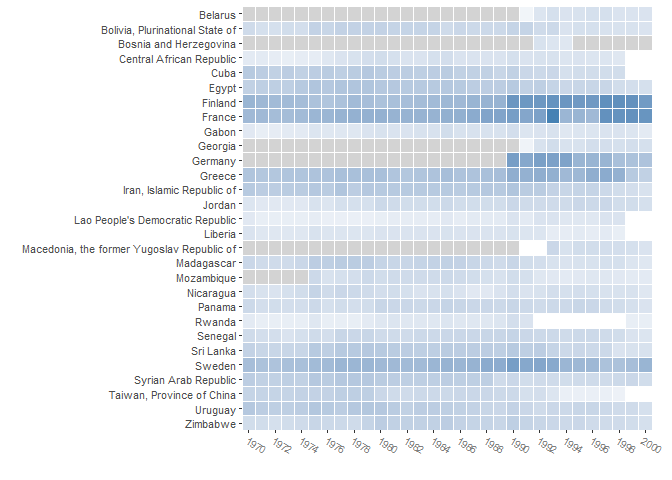 Belarus
Bolivia, Plurinational State of
Bosnia and Herzegovina
Central African Republic
Cuba
Egypt
Finland
France
Gabon
Georgia
Germany
Greece
Iran, Islamic Republic of
Jordan
Lao People's Democratic Republic
Liberia
Macedonia, the former Yugoslav Republic of
Madagascar
Mozambique
Nicaragua
Panama
Rwanda
Senegal
Sri Lanka
Sweden
Syrian Arab Republic
Taiwan, Province of China
Uruguay
Zimbabwe
1970 1972 1974 1976 1978 1980 1982 1984 1986 1988 1990 1992 1994 1996 1998 2000